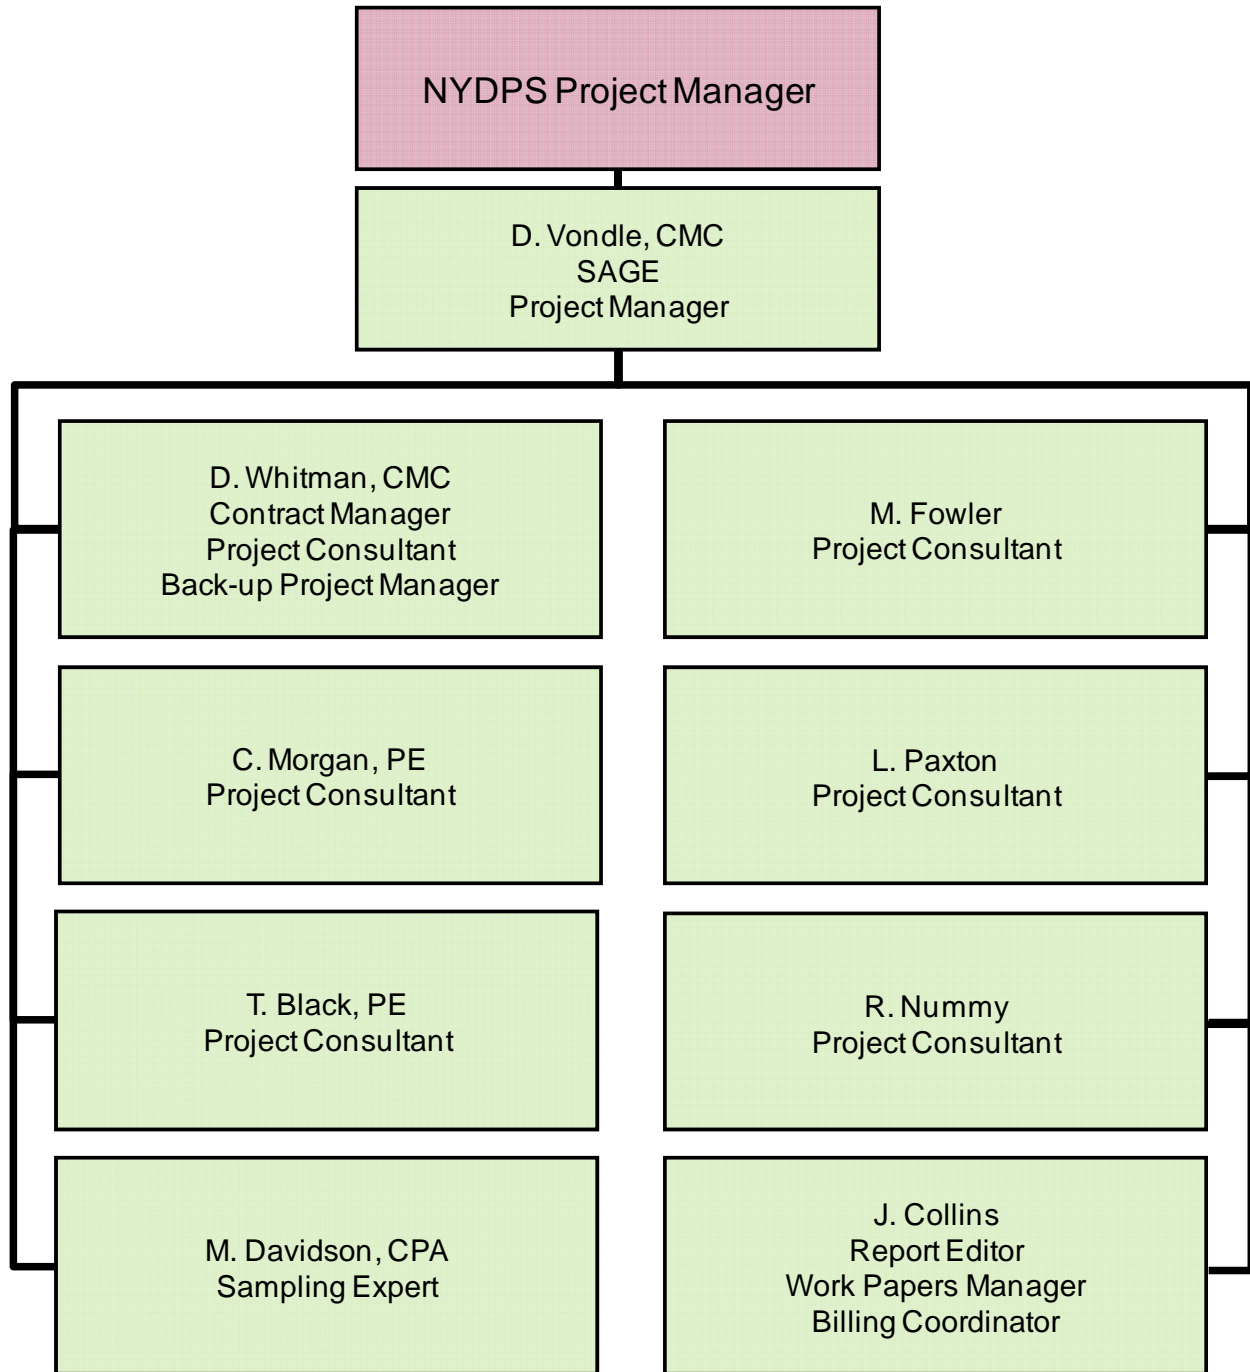 NYDPS Project Manager
D. Vondle, CMC
SAGE
Project Manager
D. Whitman, CMC
Contract Manager
Project Consultant
Back-up Project Manager
M. Fowler
Project Consultant
C. Morgan, PE
Project Consultant
L. Paxton
Project Consultant
T. Black, PE
Project Consultant
R. Nummy
Project Consultant
M. Davidson, CPA
Sampling Expert
J. Collins
Report Editor
Work Papers Manager
Billing Coordinator